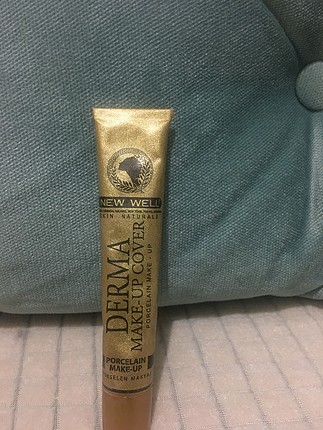 NEW WELL
SKIN NATURALS
DERMA
MAKE-UP COVER
PORCELAIN MAKE-UP
PORCELAIN
MAKE-UP